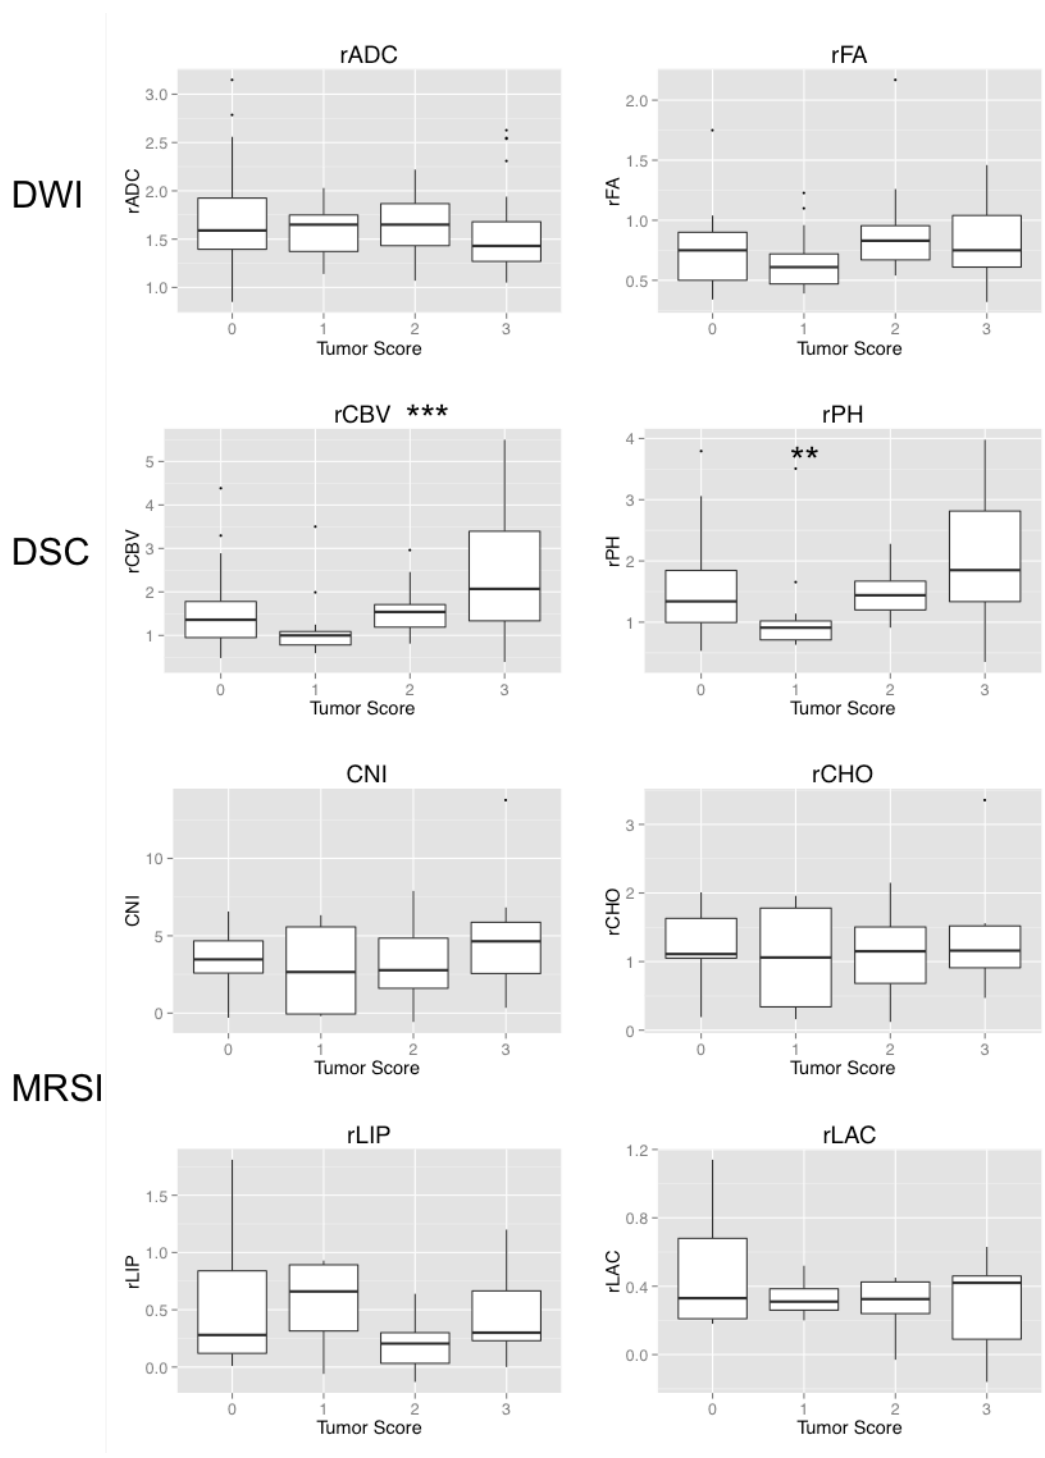 rADC
rFA
DWI
rADC
3.0
2.5
2.0
1.5
1.0
0 1 2 3
Tumor Score
rFA
2.0
1.5
1.0
0.5
0 1 2 3
Tumor Score
rCBV ***
rPH
DSC
rCBV
5
4
3
2
1
0 1 2 3
Tumor Score
rPH
4
3
2
1
**
0 1 2 3
Tumor Score
CNI
rCHO
CNI
10
5
0
0 1 2 3
Tumor Score
rCHO
3
2
1
0
0 1 2 3
Tumor Score
MRSI
rLIP
rLAC
rLIP
1.5
1.0
0.5
0.0
0 1 2 3
Tumor Score
rLAC
1.2
0.8
0.4
0.0
0 1 2 3
Tumor Score